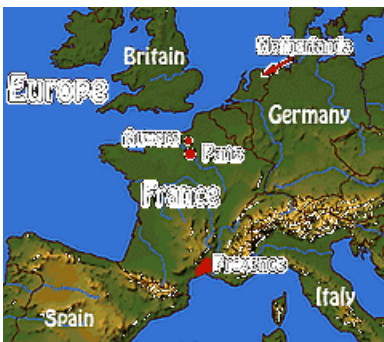 Netherlands
Britain
Europe
Germany
Auvers
Paris
France
Provence
Italy
Spain